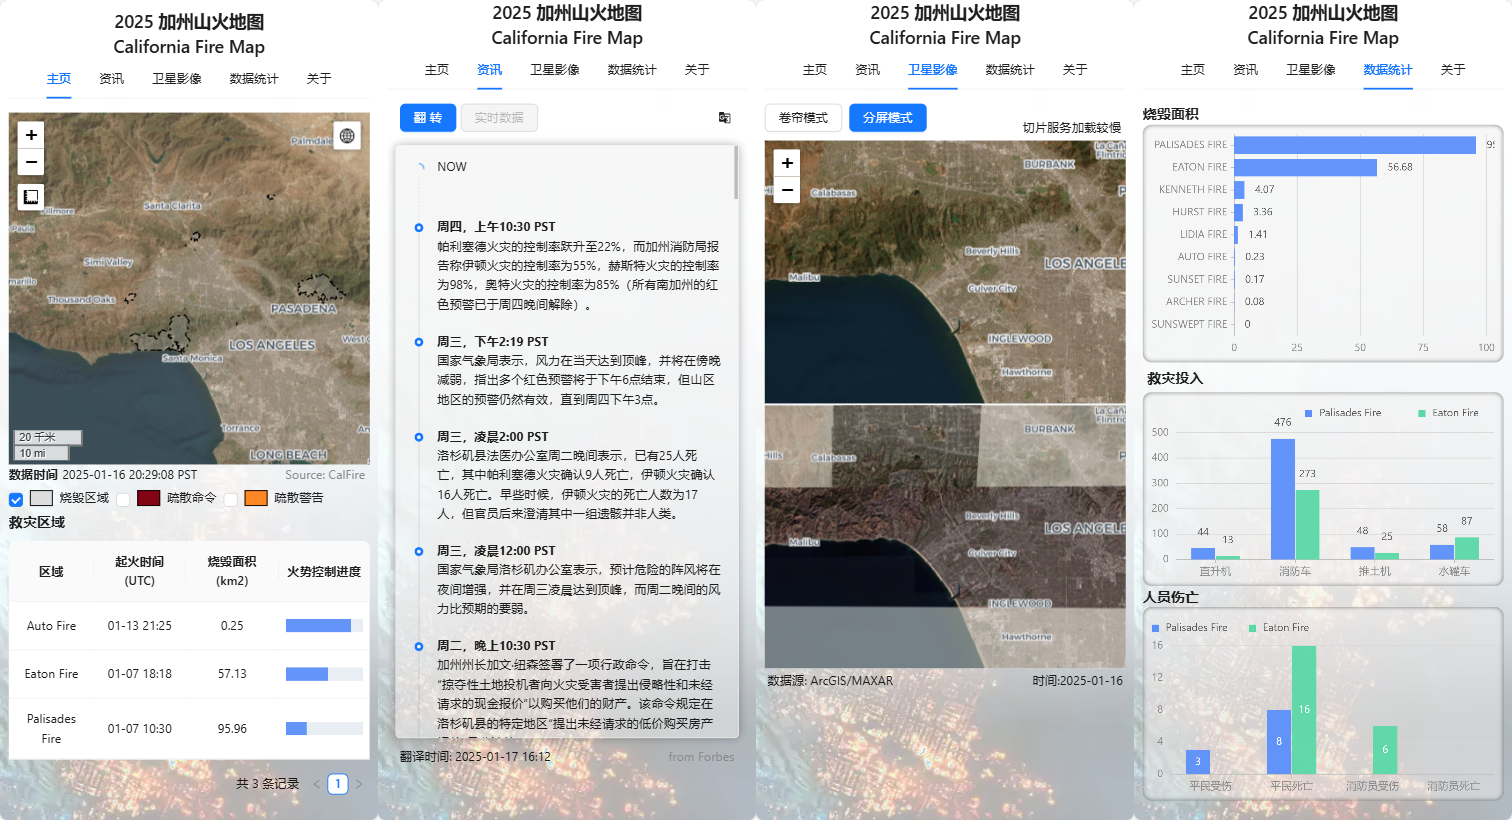 2025 加州山火地图
California Fire Map
主页 资讯 卫星影像 数据统计 关于
+
−
Palmdale
Fillmore
Santa Clarita
Paula
Simi Valley
marillo
Thousand Oaks
PASADENA
LOS ANGELES
West C
Santa Monica
Torrance
An
LONG BEACH
20 千米
10 mi
数据时间 2025-01-16 20:29:08 PST Source: CalFire
烧毁区域 疏散命令 疏散警告
救灾区域
区域 起火时间 (UTC) 烧毁面积 (km2) 火势控制进度
Auto Fire 01-13 21:25 0.25
Eaton Fire 01-07 18:18 57.13
Palisades Fire 01-07 10:30 95.96
共 3 条记录 < 1 >
2025 加州山火地图
California Fire Map
主页 资讯 卫星影像 数据统计 关于
翻 转 实时数据
NOW
周四，上午10:30 PST
帕利塞德火灾的控制率跃升至22%，而加州消防局报
告称伊顿火灾的控制率为55%，赫斯特火灾的控制率
为98%，奥特火灾的控制率为85%（所有南加州的红
色预警已于周四晚间解除）。
周三，下午2:19 PST
国家气象局表示，风力在当天达到顶峰，并将在傍晚
减弱，指出多个红色预警将于下午6点结束，但山区
地区的预警仍然有效，直到周四下午3点。
周三，凌晨2:00 PST
洛杉矶县法医办公室周二晚间表示，已有25人死
亡，其中帕利塞德火灾确认9人死亡，伊顿火灾确认
16人死亡。早些时候，伊顿火灾的死亡人数为17
人，但官员后来澄清其中一组遗骸并非人类。
周三，凌晨12:00 PST
国家气象局洛杉矶办公室表示，预计危险的阵风将在
夜间增强，并在周三凌晨达到顶峰，而周二晚间的风
力比预期的要弱。
周二，晚上10:30 PST
加州州长加文·纽森签署了一项行政命令，旨在打击
“掠夺性土地投机者向火灾受害者提出侵略性和未经
请求的现金报价”以购买他们的财产。该命令规定在
洛杉矶县的特定地区“提出未经请求的低价购买房产
翻译时间: 2025-01-17 16:12 from Forbes
2025 加州山火地图
California Fire Map
主页 资讯 卫星影像 数据统计 关于
卷帘模式 分屏模式 切片服务加载较慢
+
−
La Cañ
Flintric
BURBANK
Hills
Calabasas
Beverly Hills
LOS ANGELE
Malibu
Culver City
INGLEWOOD
Hawthorne
La Cañ
Flintric
BURBANK
Hills
Calabasas
Beverly Hills
LOS ANGELE
Malibu
Culver City
INGLEWOOD
Hawthorne
数据源: ArcGIS/MAXAR 时间:2025-01-16
2025 加州山火地图
California Fire Map
主页 资讯 卫星影像 数据统计 关于
烧毁面积
PALISADES FIRE 95
EATON FIRE 56.68
KENNETH FIRE 4.07
HURST FIRE 3.36
LIDIA FIRE 1.41
AUTO FIRE 0.23
SUNSET FIRE 0.17
ARCHER FIRE 0.08
SUNSWEPT FIRE 0
0 25 50 75 100
救灾投入
Palisades Fire Eaton Fire
500
400
300
200
100
0
44 13 476 273 48 25 58 87
直升机 消防车 推土机 水罐车
人员伤亡
Palisades Fire Eaton Fire
16
12
8
4
0
3 8 16 6
平民受伤 平民死亡 消防员受伤 消防员死亡